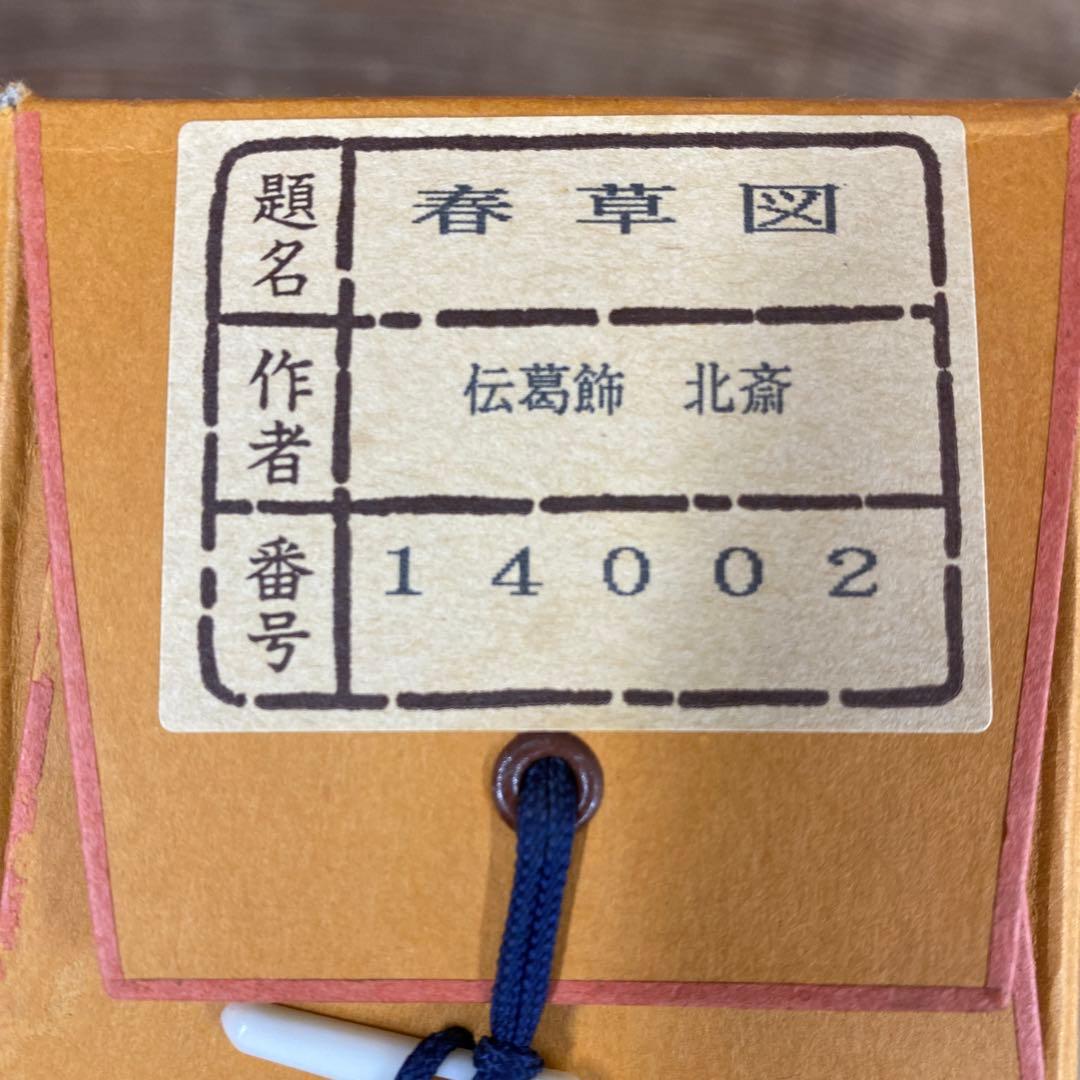 題名 春草図
作者 伝葛飾 北斎
番号 14002